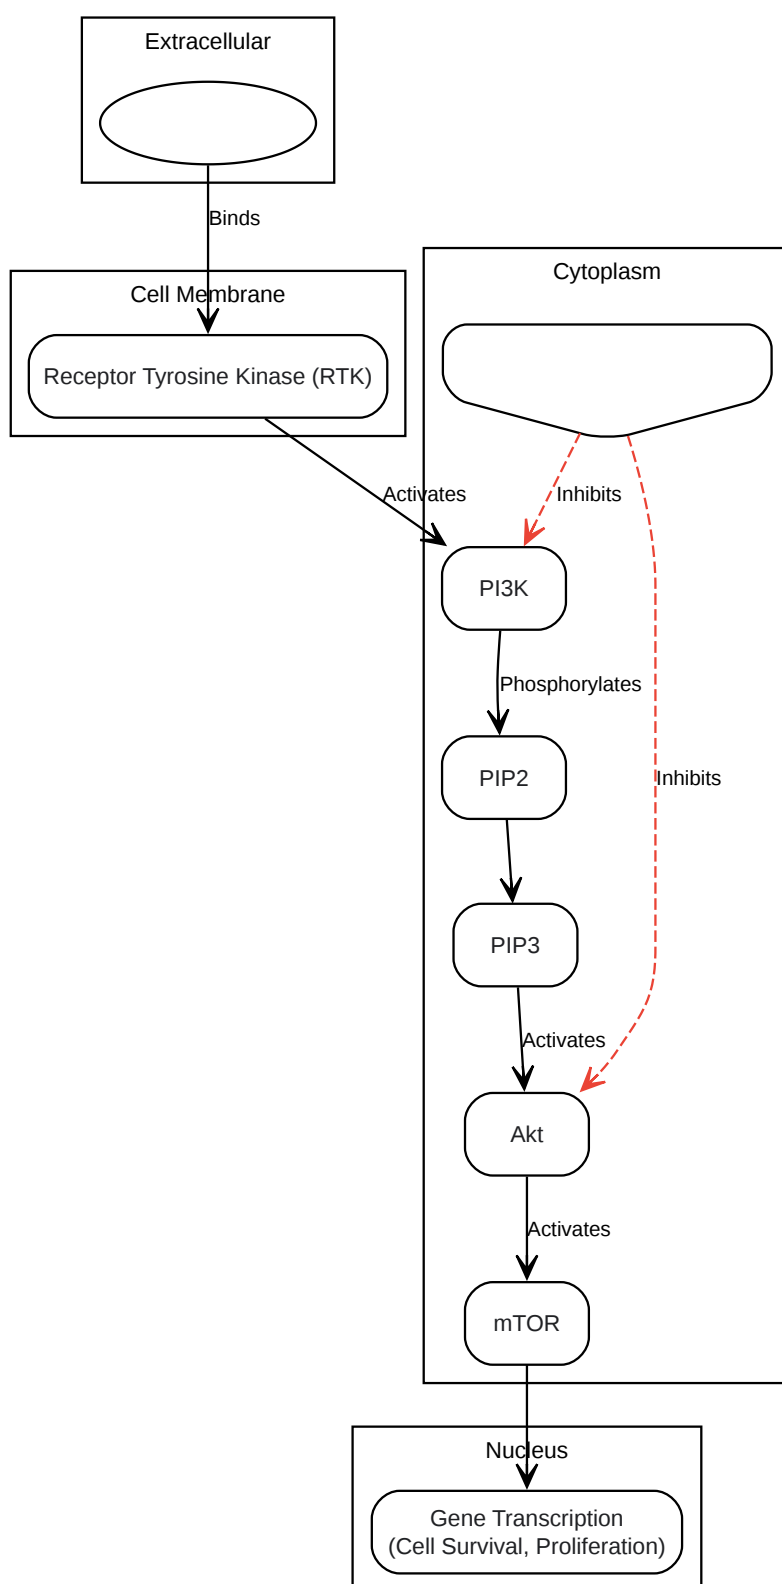 Extracellular
Binds
Cell Membrane
Receptor Tyrosine Kinase (RTK)
Cytoplasm
Activates
Inhibits
PI3K
Phosphorylates
PIP2
Inhibits
PIP3
Activates
Akt
Activates
mTOR
Nucleus
Gene Transcription
(Cell Survival, Proliferation)